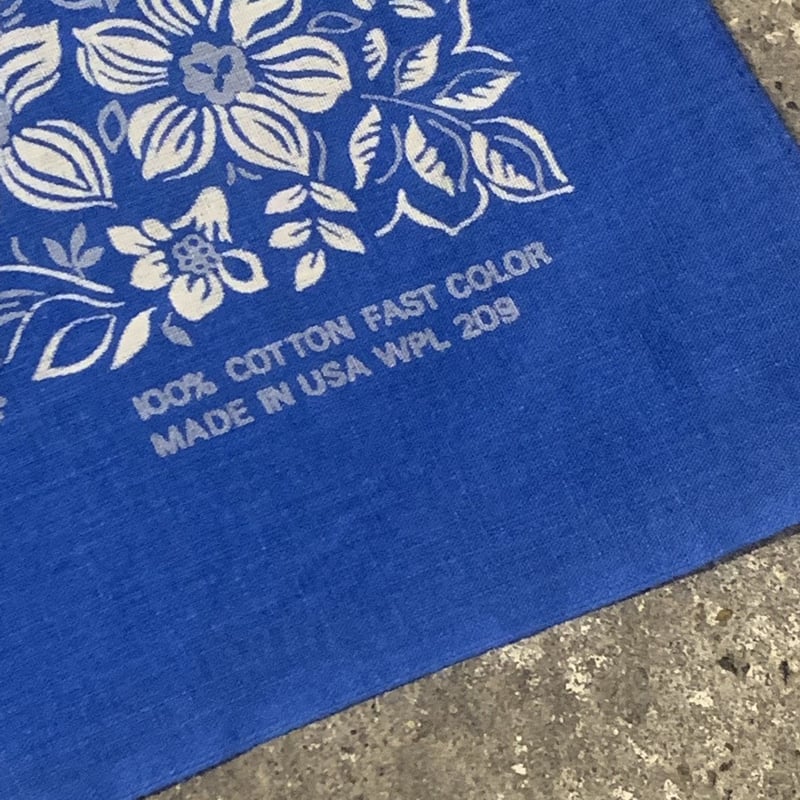 100% COTTON FAST COLOR
MADE IN USA WPL 209